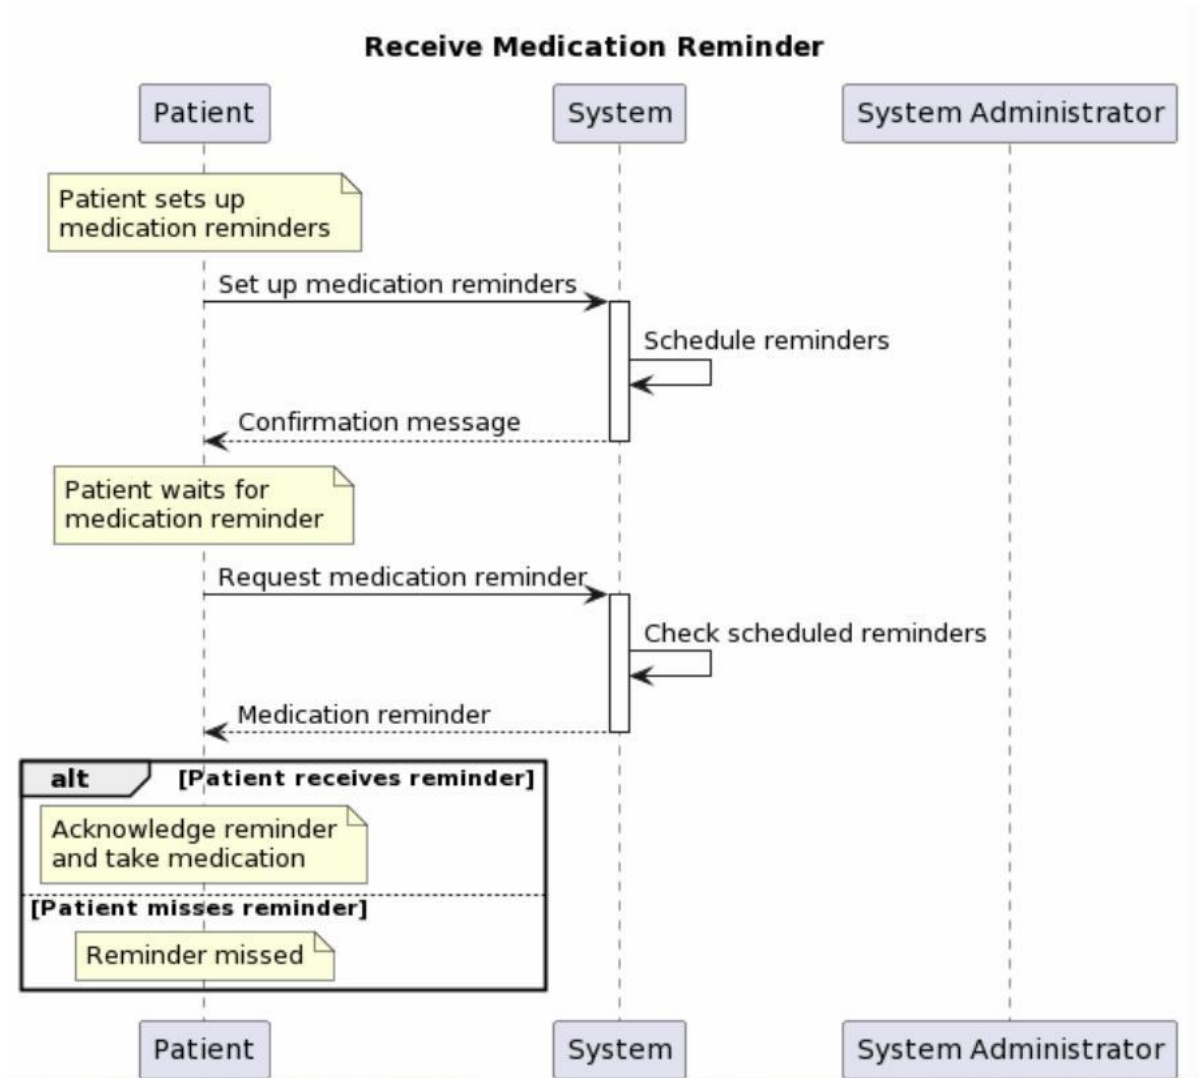 Receive Medication Reminder
Patient
System
System Administrator
Patient sets up
medication reminders
Set up medication reminders
Schedule reminders
Confirmation message
Patient waits for
medication reminder
Request medication reminder
Check scheduled reminders
Medication reminder
alt
[Patient receives reminder]
Acknowledge reminder
and take medication
[Patient misses reminder]
Reminder missed
Patient
System
System Administrator